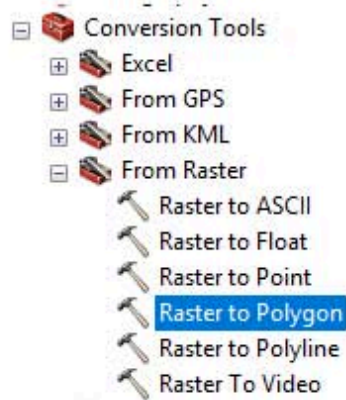 Conversion Tools
Excel
From GPS
From KML
From Raster
Raster to ASCII
Raster to Float
Raster to Point
Raster to Polygon
Raster to Polyline
Raster To Video